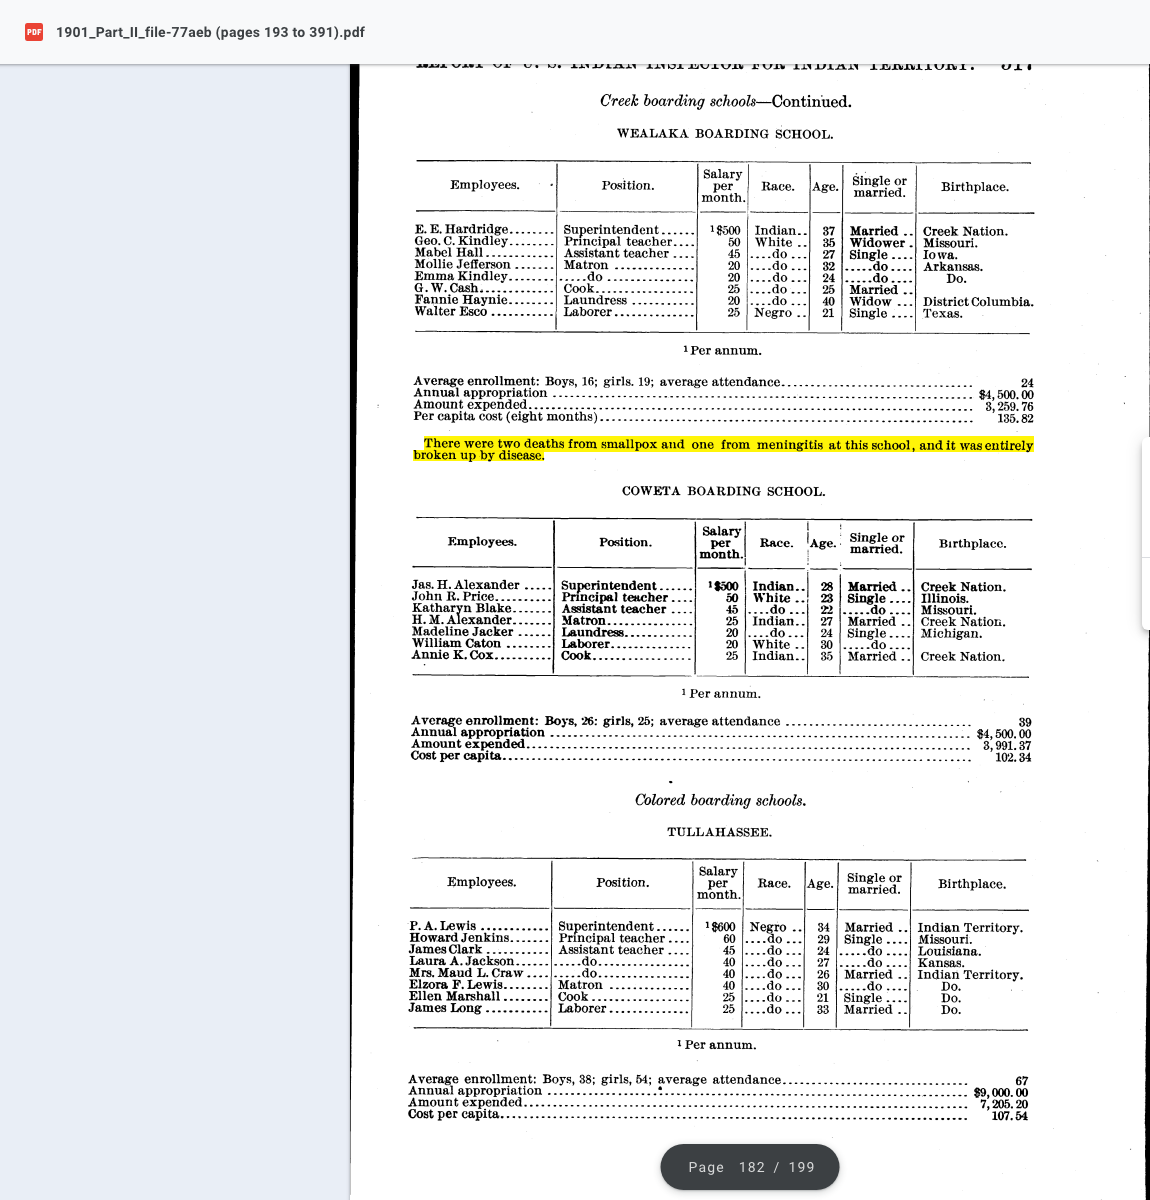 PDF 1901_Part_II_file-77aeb (pages 193 to 391).pdf
REPORT OF U. S. INDIAN INSPECTOR FOR INDIAN TERRITORY. 317
Creek boarding schools—Continued.
WEALAKA BOARDING SCHOOL.
Employees. Position. Salary per month. Race. Age. Single or married. Birthplace.
E. E. Hardridge........ Superintendent...... ¹$500 Indian.. 37 Married .. Creek Nation.
Geo. C. Kindley........ Principal teacher.... 50 White .. 35 Widower . Missouri.
Mabel Hall............ Assistant teacher .... 45 ....do ... 27 Single .... Iowa.
Mollie Jefferson ....... Matron .............. 20 ....do ... 32 .....do.... Arkansas.
Emma Kindley........ .....do ............... 20 ....do ... 24 .....do.... Do.
G. W. Cash............. Cook.................. 25 ....do ... 25 Married ..
Fannie Haynie......... Laundress ............ 20 ....do ... 40 Widow ... District Columbia.
Walter Esco ........... Laborer.............. 25 Negro .. 21 Single .... Texas.
¹ Per annum.
Average enrollment: Boys, 16; girls. 19; average attendance........ 24
Annual appropriation ........ $4,500.00
Amount expended........ 3,259.76
Per capita cost (eight months)........ 135.82
There were two deaths from smallpox and one from meningitis at this school, and it was entirely
broken up by disease.
COWETA BOARDING SCHOOL.
Employees. Position. Salary per month. Race. Age. Single or married. Birthplace.
Jas. H. Alexander ..... Superintendent...... ¹$500 Indian.. 28 Married .. Creek Nation.
John R. Price.......... Principal teacher .... 50 White .. 23 Single .... Illinois.
Katharyn Blake....... Assistant teacher .... 45 ....do ... 22 .....do .... Missouri.
H. M. Alexander....... Matron............... 25 Indian.. 27 Married .. Creek Nation.
Madeline Jacker ...... Laundress............ 20 ....do ... 24 Single .... Michigan.
William Caton ........ Laborer.............. 20 White .. 30 .....do ....
Annie K. Cox.......... Cook.................. 25 Indian.. 35 Married .. Creek Nation.
¹ Per annum.
Average enrollment: Boys, 26: girls, 25; average attendance ........ 39
Annual appropriation ........ $4,500.00
Amount expended........ 3,991.37
Cost per capita........ 102.34
Colored boarding schools.
TULLAHASSEE.
Employees. Position. Salary per month. Race. Age. Single or married. Birthplace.
P. A. Lewis ............ Superintendent...... ¹$600 Negro .. 34 Married .. Indian Territory.
Howard Jenkins....... Principal teacher .... 60 ....do ... 29 Single .... Missouri.
James Clark ........... Assistant teacher .... 45 ....do ... 24 .....do .... Louisiana.
Laura A. Jackson...... .....do................ 40 ....do ... 27 .....do .... Kansas.
Mrs. Maud L. Craw .... .....do................ 40 ....do ... 26 Married .. Indian Territory.
Elzora F. Lewis........ Matron .............. 40 ....do ... 30 .....do .... Do.
Ellen Marshall ........ Cook ................. 25 ....do ... 21 Single .... Do.
James Long ........... Laborer.............. 25 ....do ... 33 Married .. Do.
¹ Per annum.
Average enrollment: Boys, 38; girls, 54; average attendance........ 67
Annual appropriation ........ $9,000.00
Amount expended........ 7,205.20
Cost per capita........ 107.54
Page 182 / 199